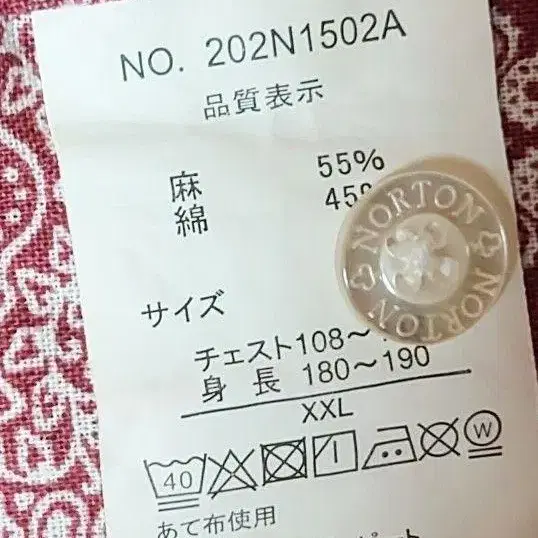 NO. 202N1502A
品質表示
麻 55%
綿 45%
サイズ
チェスト108〜
身 長 180〜190
XXL
40 W
あて布使用
NORTON
NORTON